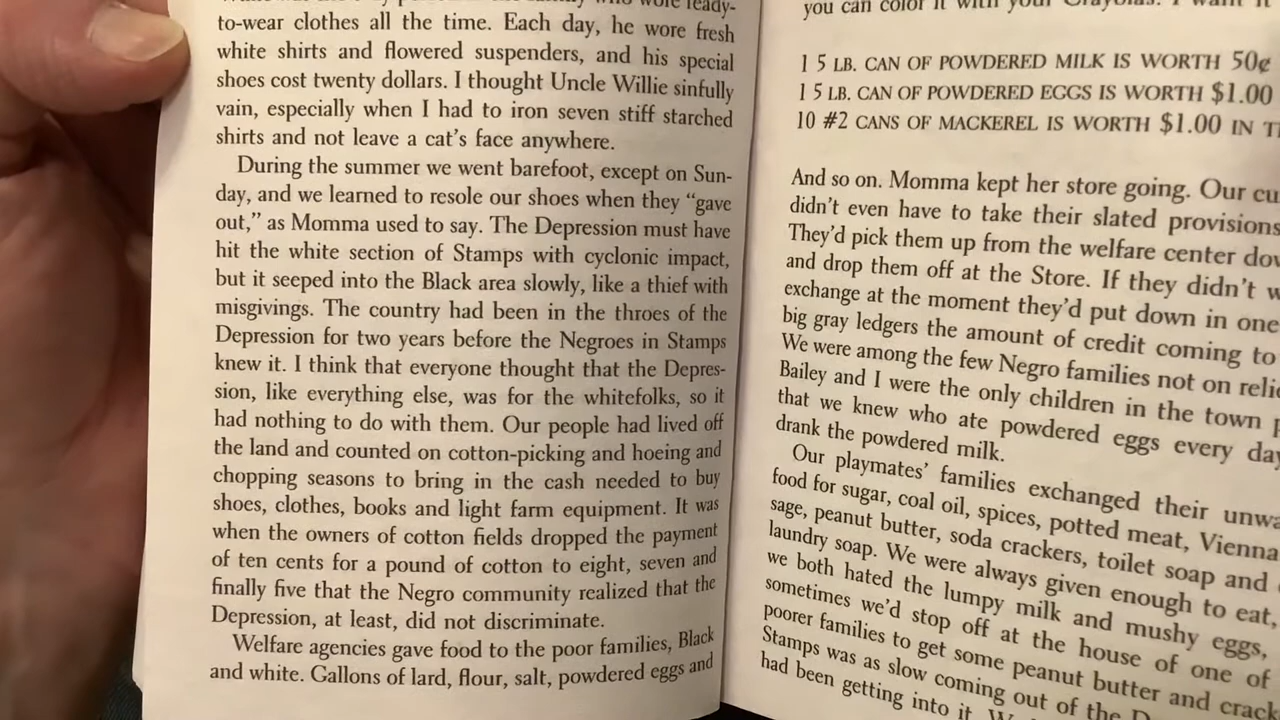 to-wear clothes all the time. Each day, he wore fresh
white shirts and flowered suspenders, and his special
shoes cost twenty dollars. I thought Uncle Willie sinfully
vain, especially when I had to iron seven stiff starched
shirts and not leave a cat's face anywhere.
During the summer we went barefoot, except on Sun-
day, and we learned to resole our shoes when they “gave
out,” as Momma used to say. The Depression must have
hit the white section of Stamps with cyclonic impact,
but it seeped into the Black area slowly, like a thief with
misgivings. The country had been in the throes of the
Depression for two years before the Negroes in Stamps
knew it. I think that everyone thought that the Depres-
sion, like everything else, was for the whitefolks, so it
had nothing to do with them. Our people had lived off
the land and counted on cotton-picking and hoeing and
chopping seasons to bring in the cash needed to buy
shoes, clothes, books and light farm equipment. It was
when the owners of cotton fields dropped the payment
of ten cents for a pound of cotton to eight, seven and
finally five that the Negro community realized that the
Depression, at least, did not discriminate.
Welfare agencies gave food to the poor families, Black
and white. Gallons of lard, flour, salt, powdered eggs and
you can color it with your
1 5 LB. CAN OF POWDERED MILK IS WORTH 50¢
1 5 LB. CAN OF POWDERED EGGS IS WORTH $1.00
10 #2 CANS OF MACKEREL IS WORTH $1.00 IN
And so on. Momma kept her store going. Our
didn't even have to take their slated provisions
They'd pick them up from the welfare center
and drop them off at the Store. If they didn't
exchange at the moment they'd put down in one
big gray ledgers the amount of credit coming to
We were among the few Negro families not on
Bailey and I were the only children in the town
that we knew who ate powdered eggs every
drank the powdered milk.
Our playmates' families exchanged their
food for sugar, coal oil, spices, potted meat, Vienna
sage, peanut butter, soda crackers, toilet soap and
laundry soap. We were always given enough to eat,
we both hated the lumpy milk and mushy eggs,
sometimes we'd stop off at the house of one of
poorer families to get some peanut butter and
Stamps was as slow coming out of the
had been getting into it.